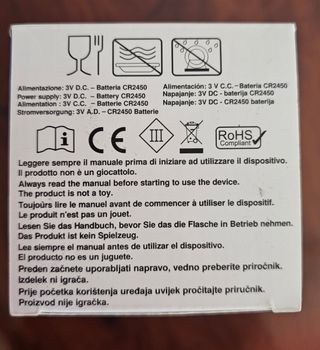 Alimentazione: 3V D.C. – Batteria CR2450
Power supply: 3V D.C. – Battery CR2450
Alimentation : 3V C.C. – Batterie CR2450
Stromversorgung: 3V A.D. – CR2450 Batterie
Alimentación: 3 V C.C. – Batería CR2450
Napajanje: 3V DC - baterija CR2450
Napajanje: 3V DC - CR2450 baterija
i
CE
III
RoHS
Compliant
Leggere sempre il manuale prima di iniziare ad utilizzare il dispositivo.
Il prodotto non è un giocattolo.
Always read the manual before starting to use the device.
The product is not a toy.
Toujoùrs lire le manuel avant de commencer à utiliser le dispositif.
Le produit n'est pas un jouet.
Lesen Sie das Handbuch, bevor Sie das die Flasche in Betrieb nehmen.
Das Produkt ist kein Spielzeug.
Lea siempre el manual antes de utilizar el dispositivo.
El producto no es un juguete.
Preden začnete uporabljati napravo, vedno preberite priročnik.
Izdelek ni igrača.
Prije početka korištenja uređaja uvijek pročitajte priručnik.
Proizvod nije igračka.